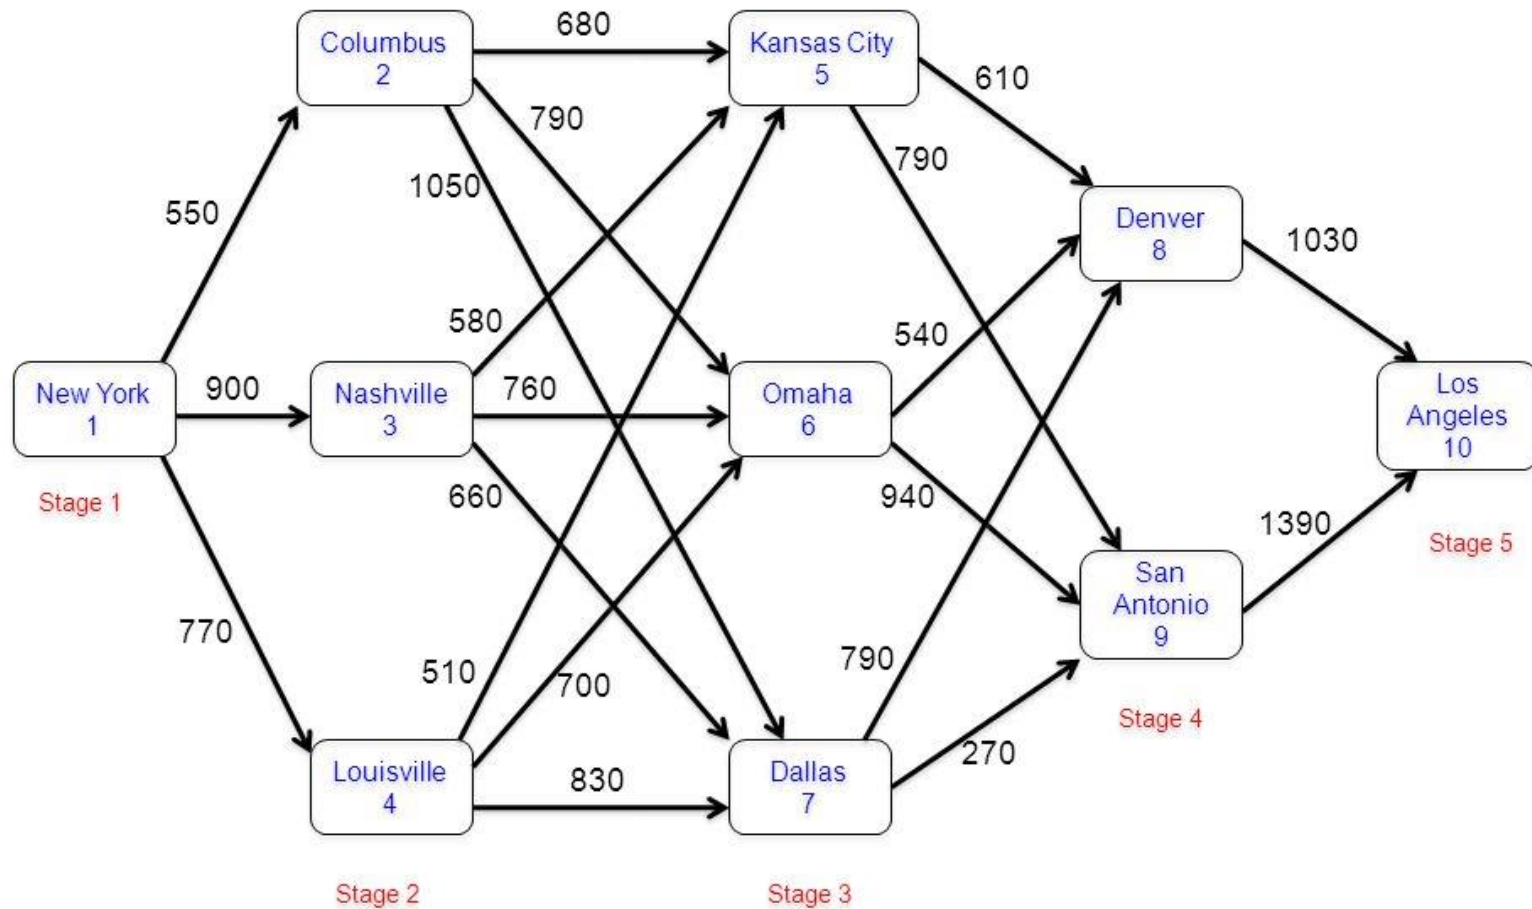 Columbus
2
680
Kansas City
5
610
790
790
1050
550
Denver
8
1030
580
540
New York
1
900
Nashville
3
760
Omaha
6
Los
Angeles
10
Stage 1
660
940
1390
Stage 5
San
Antonio
9
770
510
700
790
Stage 4
Louisville
4
830
Dallas
7
270
Stage 2
Stage 3